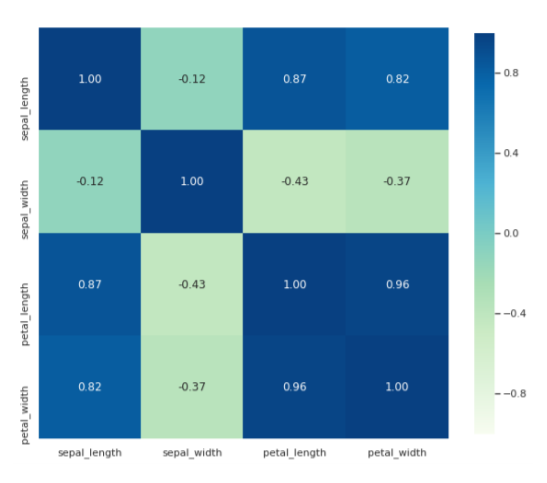 sepal_length 1.00 -0.12 0.87 0.82
sepal_width -0.12 1.00 -0.43 -0.37
petal_length 0.87 -0.43 1.00 0.96
petal_width 0.82 -0.37 0.96 1.00
sepal_length sepal_width petal_length petal_width
0.8
0.4
0.0
−0.4
−0.8